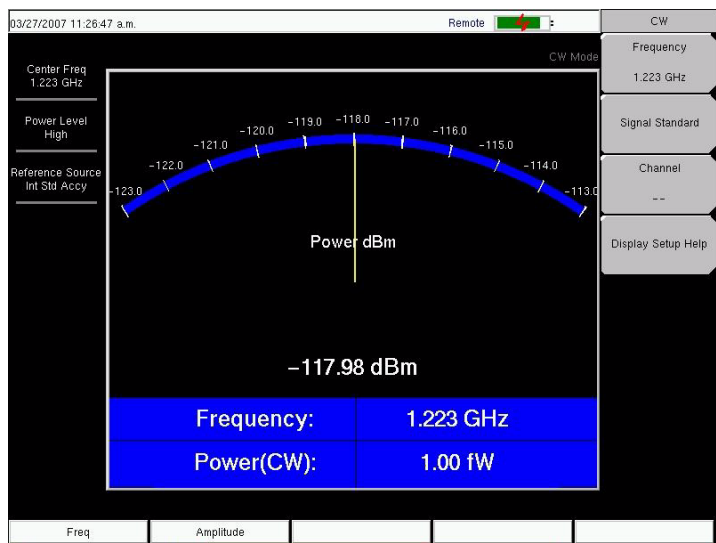 03/27/2007 11:26:47 a.m.
Remote
CW
CW Mode
Center Freq
1.223 GHz
Power Level
High
Reference Source
Int Std Accy
-123.0
-122.0
-121.0
-120.0
-119.0
-118.0
-117.0
-116.0
-115.0
-114.0
-113.0
Power dBm
-117.98 dBm
Frequency: 1.223 GHz
Power(CW): 1.00 fW
Frequency
1.223 GHz
Signal Standard
Channel
--
Display Setup Help
Freq
Amplitude